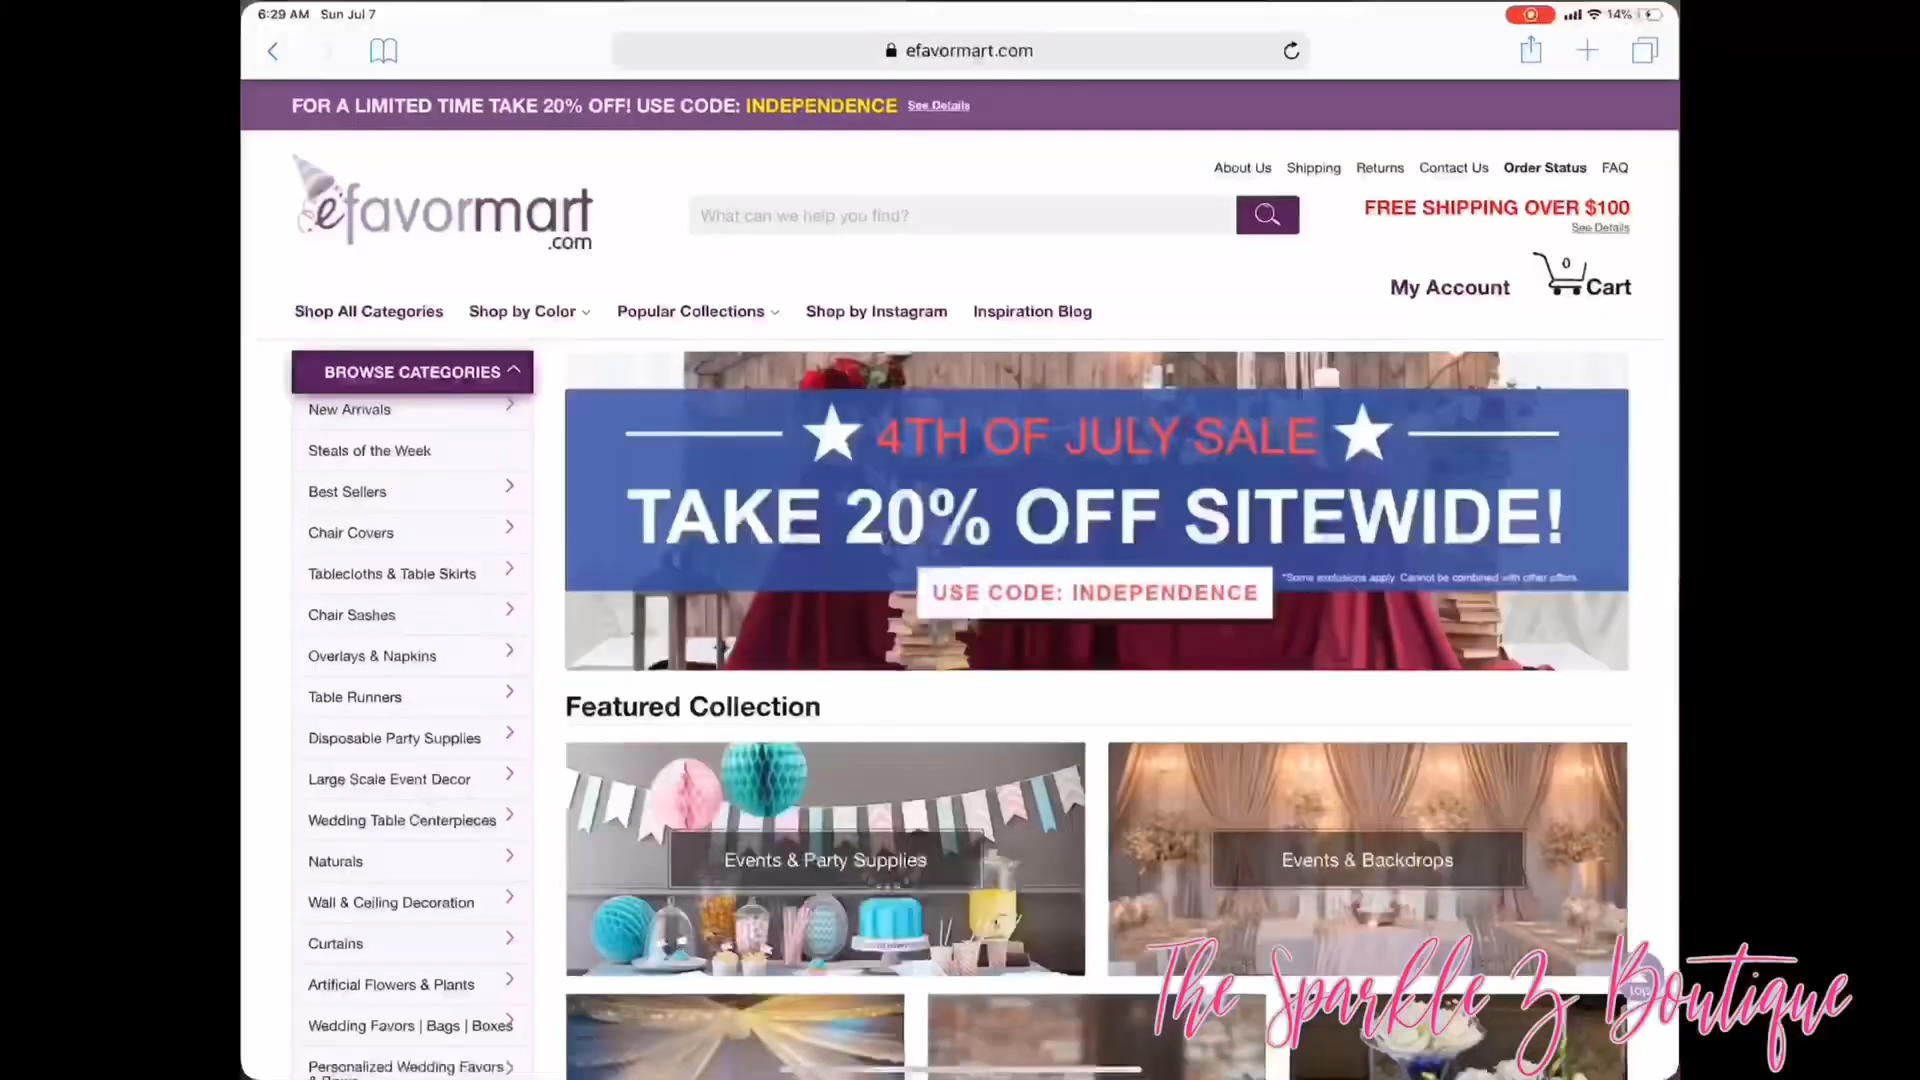 6:29 AM Sun Jul 7
14%
efavormart.com
FOR A LIMITED TIME TAKE 20% OFF! USE CODE: INDEPENDENCE See Details
About Us Shipping Returns Contact Us Order Status FAQ
efavormart
.com
What can we help you find?
FREE SHIPPING OVER $100
See Details
My Account
0
Cart
Shop All Categories Shop by Color Popular Collections Shop by Instagram Inspiration Blog
BROWSE CATEGORIES
New Arrivals
Steals of the Week
Best Sellers
Chair Covers
Tablecloths & Table Skirts
Chair Sashes
Overlays & Napkins
Table Runners
Disposable Party Supplies
Large Scale Event Decor
Wedding Table Centerpieces
Naturals
Wall & Ceiling Decoration
Curtains
Artificial Flowers & Plants
Wedding Favors | Bags | Boxes
Personalized Wedding Favors
4TH OF JULY SALE
TAKE 20% OFF SITEWIDE!
*Some exclusions apply. Cannot be combined with other offers.
USE CODE: INDEPENDENCE
Featured Collection
Events & Party Supplies
Events & Backdrops
Top
The Sparkle Z Boutique